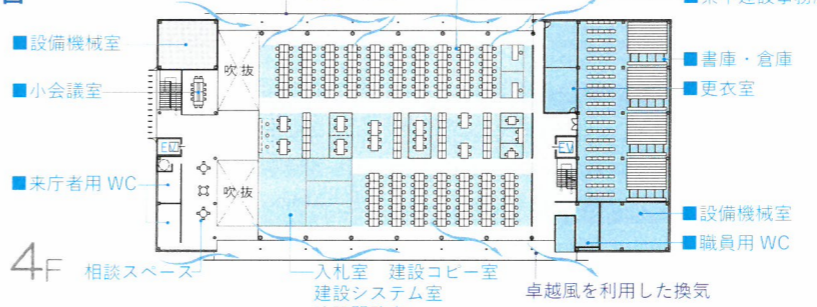 ■設備機械室
■書庫・倉庫
■小会議室
■更衣室
吹抜
EV
EV
■来庁者用 WC
吹抜
■設備機械室
■職員用 WC
4F
相談スペース
入札室 建設コピー室
建設システム室
卓越風を利用した換気